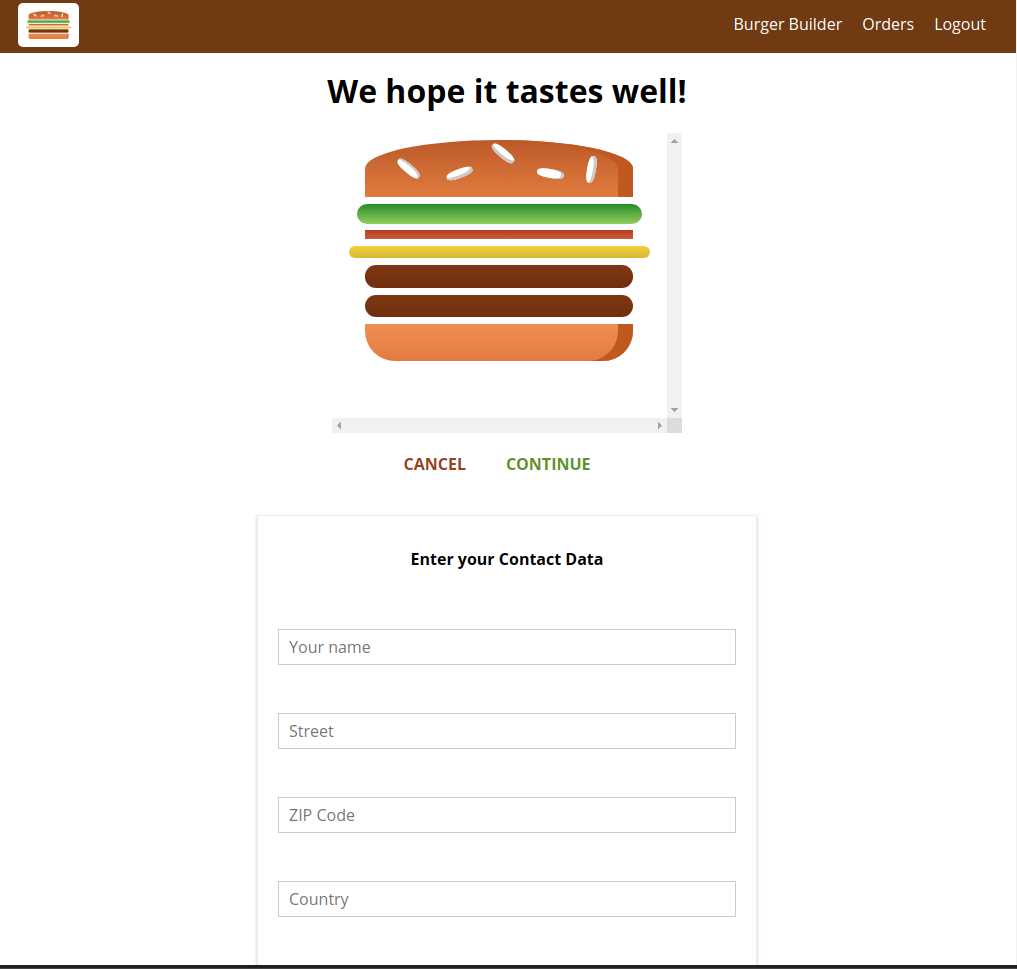 Burger Builder Orders Logout
We hope it tastes well!
CANCEL CONTINUE
Enter your Contact Data
Your name
Street
ZIP Code
Country